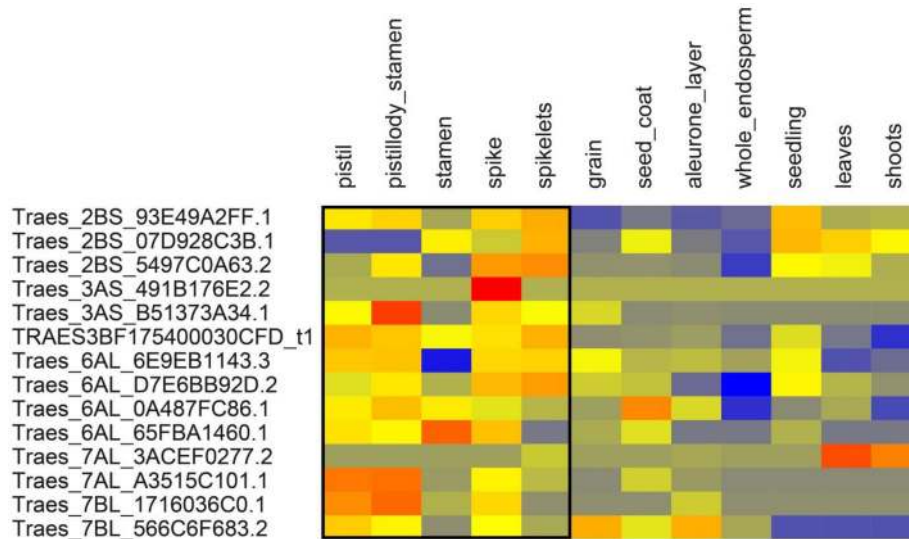 pistil
pistillody_stamen
stamen
spike
spikelets
grain
seed_coat
aleurone_layer
whole_endosperm
seedling
leaves
shoots
Traes_2BS_93E49A2FF.1
Traes_2BS_07D928C3B.1
Traes_2BS_5497C0A63.2
Traes_3AS_491B176E2.2
Traes_3AS_B51373A34.1
TRAES3BF175400030CFD_t1
Traes_6AL_6E9EB1143.3
Traes_6AL_D7E6BB92D.2
Traes_6AL_0A487FC86.1
Traes_6AL_65FBA1460.1
Traes_7AL_3ACEF0277.2
Traes_7AL_A3515C101.1
Traes_7BL_1716036C0.1
Traes_7BL_566C6F683.2